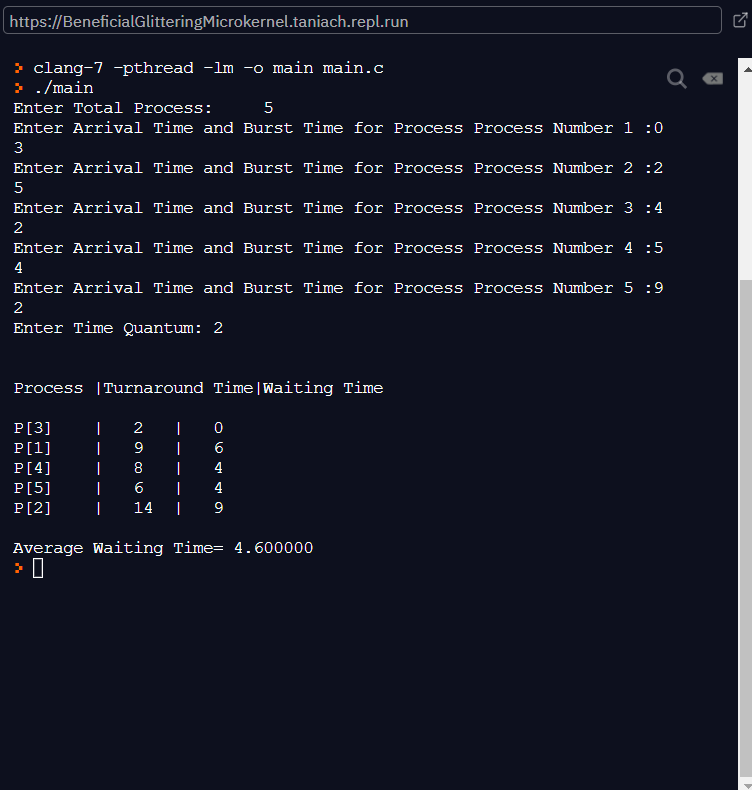 https://BeneficialGlitteringMicrokernel.taniach.repl.run
> clang-7 -pthread -lm -o main main.c
> ./main
Enter Total Process:     5
Enter Arrival Time and Burst Time for Process Process Number 1 :0
3
Enter Arrival Time and Burst Time for Process Process Number 2 :2
5
Enter Arrival Time and Burst Time for Process Process Number 3 :4
2
Enter Arrival Time and Burst Time for Process Process Number 4 :5
4
Enter Arrival Time and Burst Time for Process Process Number 5 :9
2
Enter Time Quantum: 2
Process |Turnaround Time|Waiting Time
P[3]    |   2   |   0
P[1]    |   9   |   6
P[4]    |   8   |   4
P[5]    |   6   |   4
P[2]    |   14  |   9
Average Waiting Time= 4.600000
>